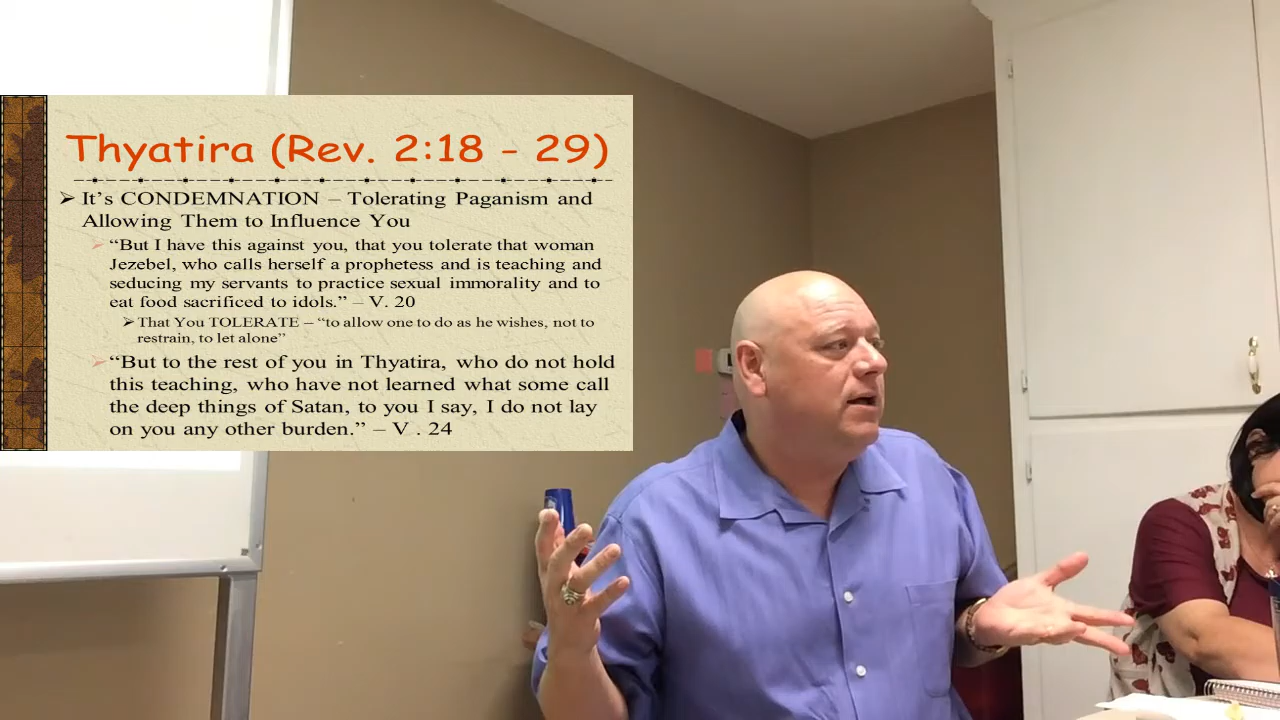 Thyatira (Rev. 2:18 - 29)
It's CONDEMNATION – Tolerating Paganism and
Allowing Them to Influence You
“But I have this against you, that you tolerate that woman
Jezebel, who calls herself a prophetess and is teaching and
seducing my servants to practice sexual immorality and to
eat food sacrificed to idols.” – V. 20
That You TOLERATE – “to allow one to do as he wishes, not to
restrain, to let alone”
“But to the rest of you in Thyatira, who do not hold
this teaching, who have not learned what some call
the deep things of Satan, to you I say, I do not lay
on you any other burden.” – V . 24